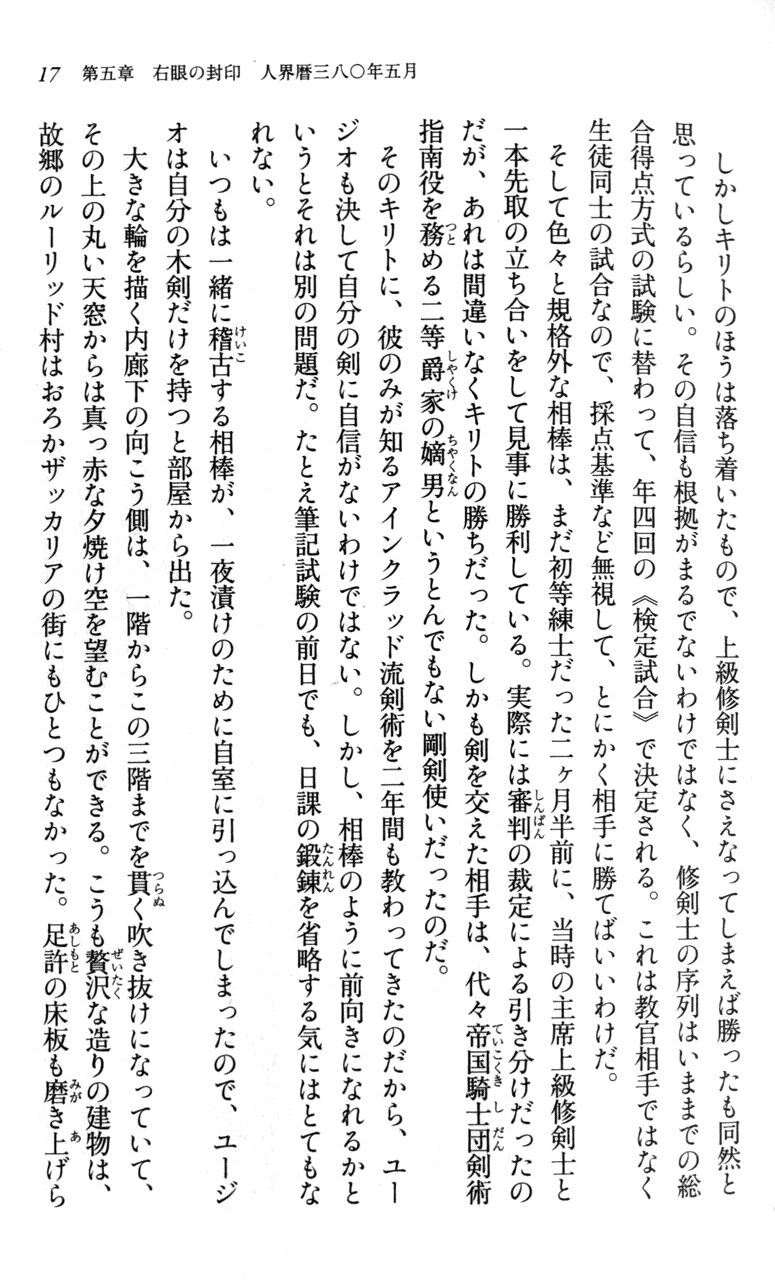 17　第五章　右眼の封印　人界暦三八〇年五月
　しかしキリトのほうは落ち着いたもので、上級修剣士にさえなってしまえば勝ったも同然と
思っているらしい。その自信も根拠がまるでないわけではなく、修剣士の序列はいままでの総
合得点方式の試験に替わって、年四回の《検定試合》で決定される。これは教官相手ではなく
生徒同士の試合なので、採点基準など無視して、とにかく相手に勝てばいいわけだ。
　そして色々と規格外な相棒は、まだ初等練士だった二ヶ月半前に、当時の主席上級修剣士と
一本先取の立ち合いをして見事に勝利している。実際には審判の裁定による引き分けだったの
だが、あれは間違いなくキリトの勝ちだった。しかも剣を交えた相手は、代々帝国騎士団剣術
指南役を務める二等爵家の嫡男というとんでもない剛剣使いだったのだ。
　そのキリトに、彼のみが知るアインクラッド流剣術を二年間も教わってきたのだから、ユー
ジオも決して自分の剣に自信がないわけではない。しかし、相棒のように前向きになれるかと
いうとそれは別の問題だ。たとえ筆記試験の前日でも、日課の鍛錬を省略する気にはとてもな
れない。
　いつもは一緒に稽古する相棒が、一夜漬けのために自室に引っ込んでしまったので、ユージ
オは自分の木剣だけを持つと部屋から出た。
　大きな輪を描く内廊下の向こう側は、一階からこの三階までを貫く吹き抜けになっていて、
その上の丸い天窓からは真っ赤な夕焼け空を望むことができる。こうも贅沢な造りの建物は、
故郷のルーリッド村はおろかザッカリアの街にもひとつもなかった。足許の床板も磨き上げら